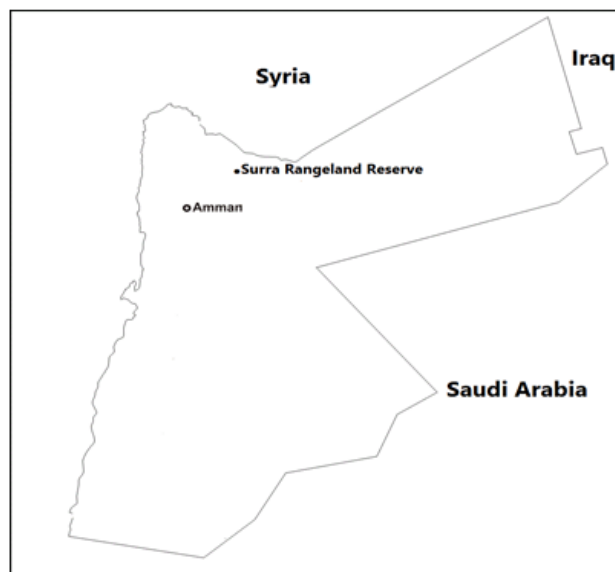 Iraq
Syria
Surra Rangeland Reserve
Amman
Saudi Arabia